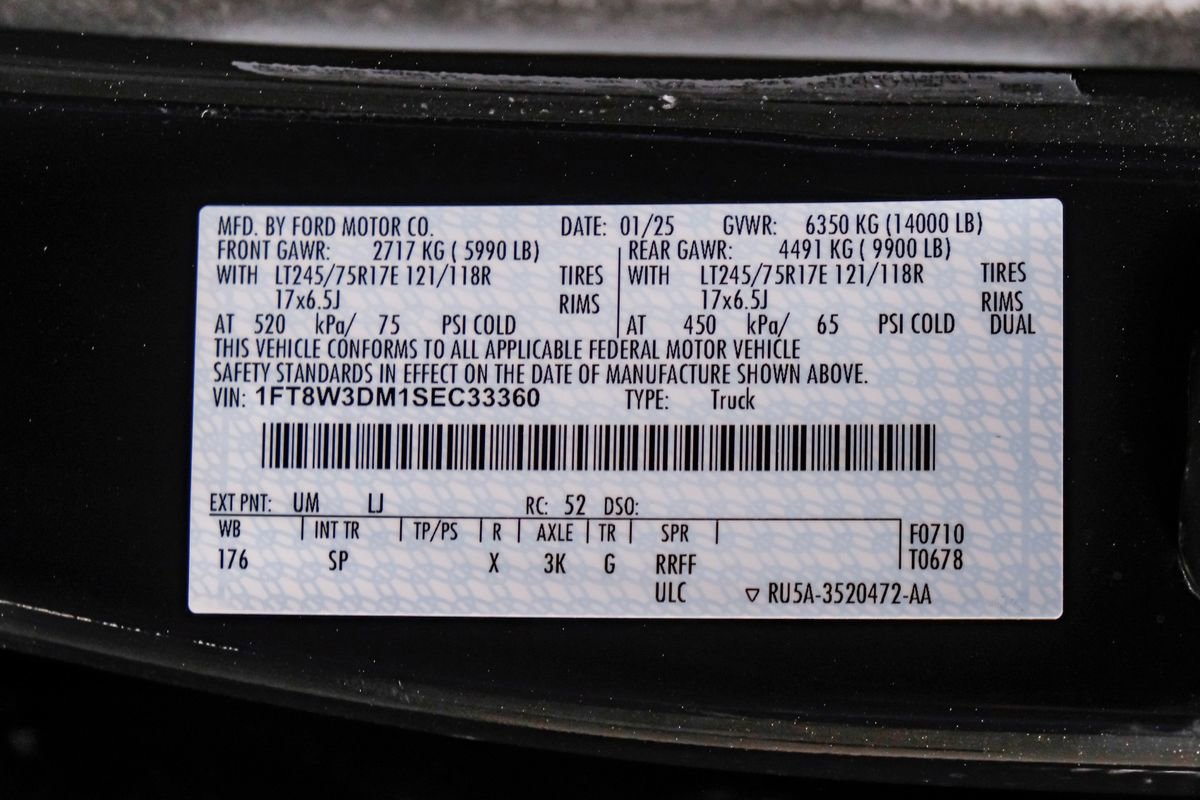 MFD. BY FORD MOTOR CO. DATE: 01/25 GVWR: 6350 KG (14000 LB)
FRONT GAWR: 2717 KG ( 5990 LB) REAR GAWR: 4491 KG ( 9900 LB)
WITH LT245/75R17E 121/118R TIRES WITH LT245/75R17E 121/118R TIRES
17x6.5J RIMS 17x6.5J RIMS
AT 520 kPa/ 75 PSI COLD AT 450 kPa/ 65 PSI COLD DUAL
THIS VEHICLE CONFORMS TO ALL APPLICABLE FEDERAL MOTOR VEHICLE
SAFETY STANDARDS IN EFFECT ON THE DATE OF MANUFACTURE SHOWN ABOVE.
VIN: 1FT8W3DM1SEC33360 TYPE: Truck
EXT PNT: UM LJ RC: 52 DSO:
WB INT TR TP/PS R AXLE TR SPR F0710
176 SP X 3K G RRFF T0678
ULC ▽ RU5A-3520472-AA